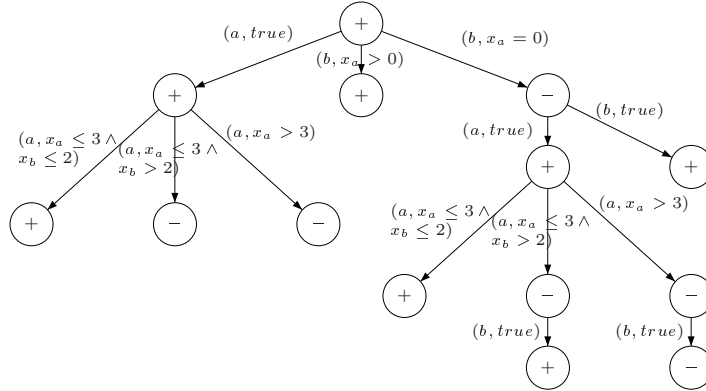 +
(a, true)
(b, x_a > 0)
(b, x_a = 0)
+
+
−
(a, true)
(b, true)
(a, x_a ≤ 3 ∧
x_b ≤ 2)
(a, x_a ≤ 3 ∧
x_b > 2)
(a, x_a > 3)
+
+
+
−
−
(a, x_a ≤ 3 ∧
x_b ≤ 2)
(a, x_a ≤ 3 ∧
x_b > 2)
(a, x_a > 3)
+
−
−
(b, true)
(b, true)
+
−